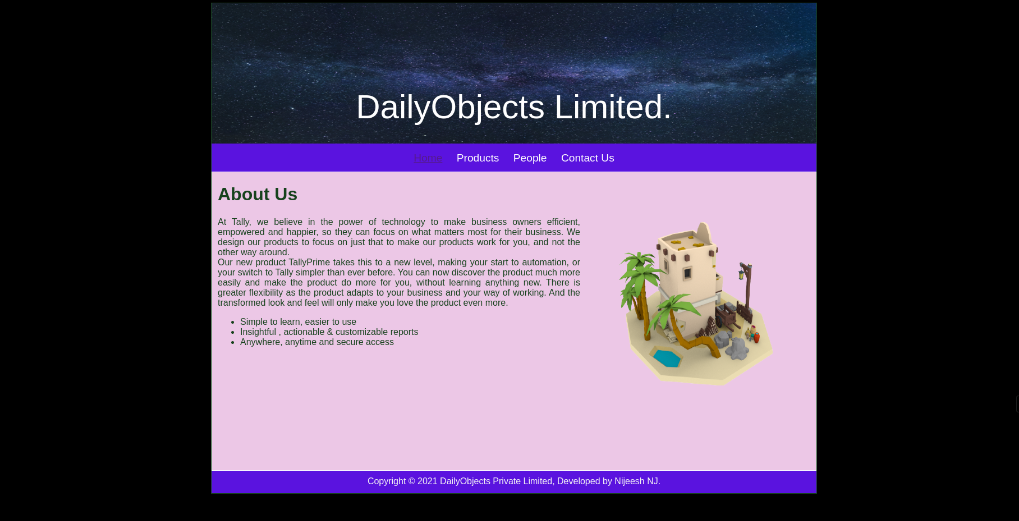 DailyObjects Limited.
Home Products People Contact Us
About Us
At Tally, we believe in the power of technology to make business owners efficient,
empowered and happier, so they can focus on what matters most for their business. We
design our products to focus on just that to make our products work for you, and not the
other way around.
Our new product TallyPrime takes this to a new level, making your start to automation, or
your switch to Tally simpler than ever before. You can now discover the product much more
easily and make the product do more for you, without learning anything new. There is
greater flexibility as the product adapts to your business and your way of working. And the
transformed look and feel will only make you love the product even more.
• Simple to learn, easier to use
• Insightful , actionable & customizable reports
• Anywhere, anytime and secure access
Copyright © 2021 DailyObjects Private Limited, Developed by Nijeesh NJ.